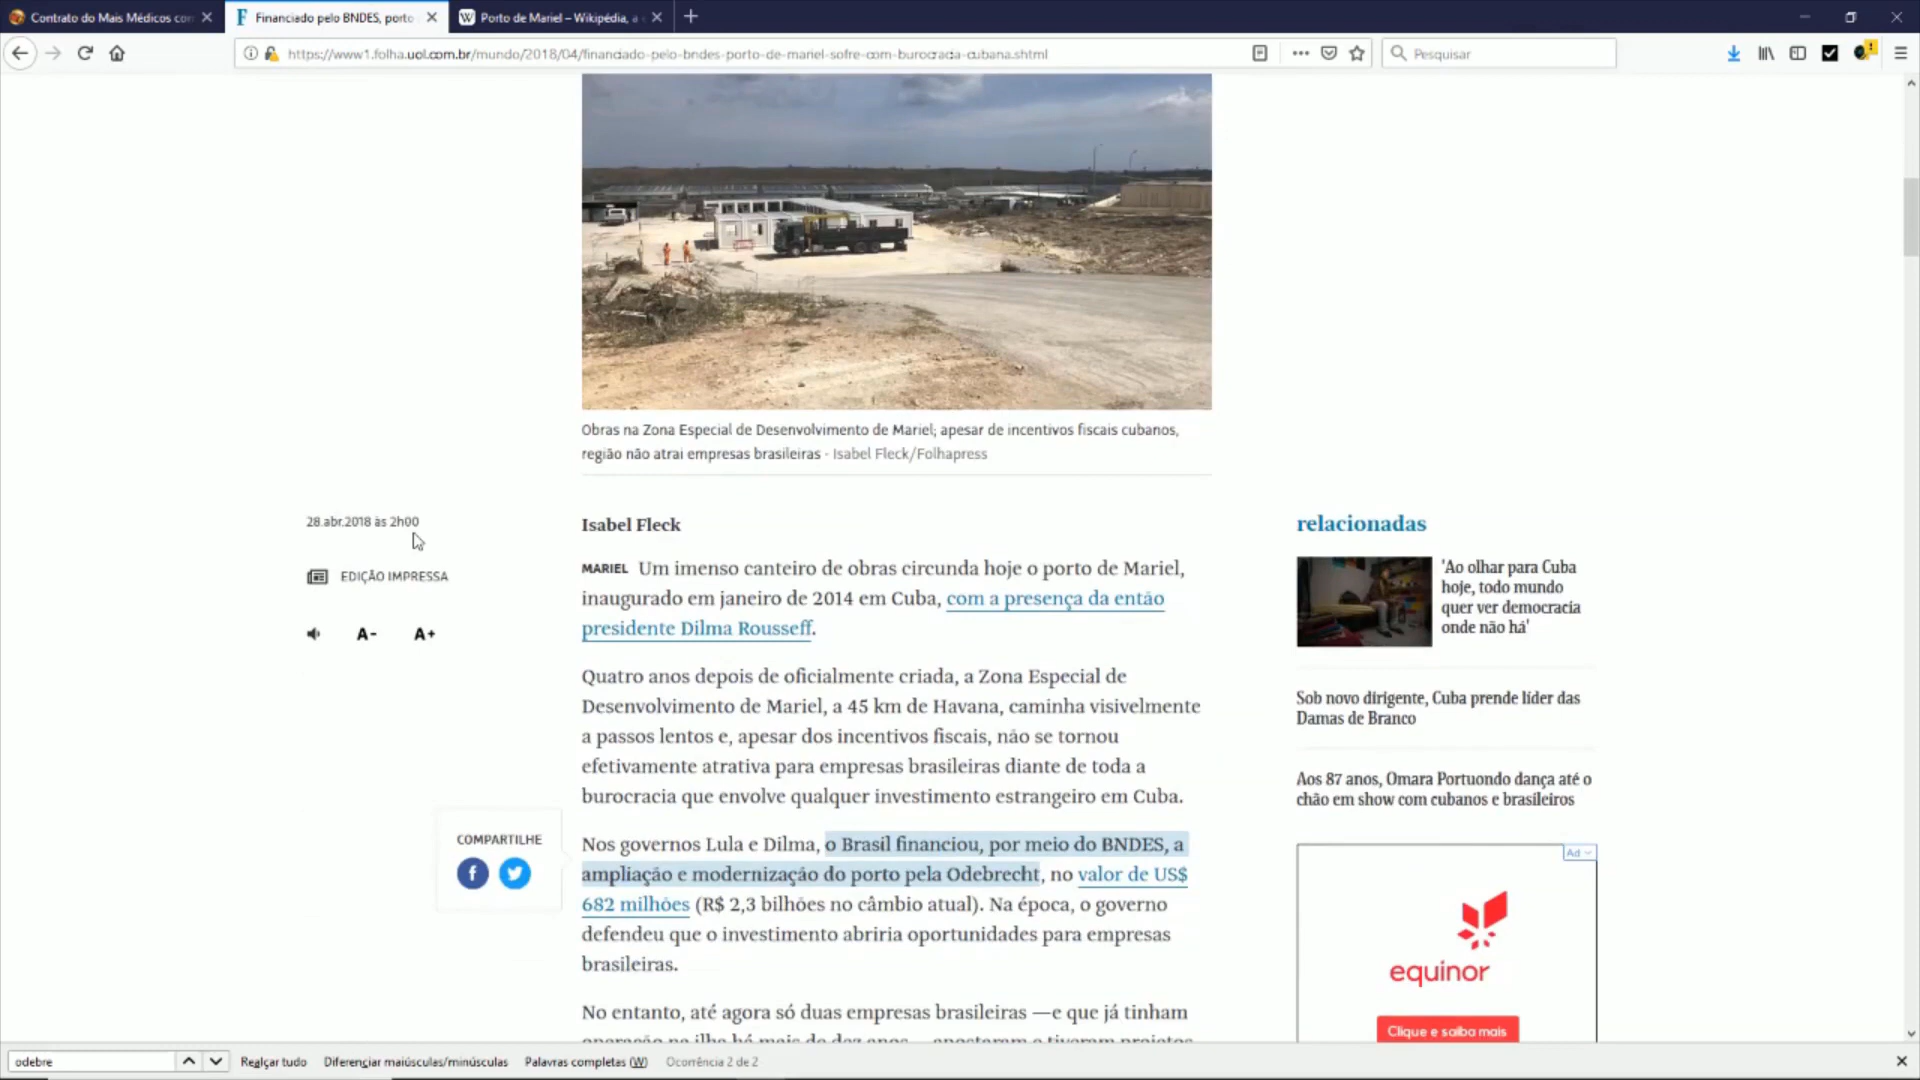 Contrato do Mais Médicos con
Financiado pelo BNDES, porto
Porto de Mariel – Wikipédia, a
https://www1.folha.uol.com.br/mundo/2018/04/financiado-pelo-bndes-porto-de-mariel-sofre-com-burocracia-cubana.shtml
Pesquisar
Obras na Zona Especial de Desenvolvimento de Mariel; apesar de incentivos fiscais cubanos,
região não atrai empresas brasileiras - Isabel Fleck/Folhapress
28.abr.2018 às 2h00
EDIÇÃO IMPRESSA
A- A+
COMPARTILHE
Isabel Fleck
MARIEL Um imenso canteiro de obras circunda hoje o porto de Mariel,
inaugurado em janeiro de 2014 em Cuba, com a presença da então
presidente Dilma Rousseff.
Quatro anos depois de oficialmente criada, a Zona Especial de
Desenvolvimento de Mariel, a 45 km de Havana, caminha visivelmente
a passos lentos e, apesar dos incentivos fiscais, não se tornou
efetivamente atrativa para empresas brasileiras diante de toda a
burocracia que envolve qualquer investimento estrangeiro em Cuba.
Nos governos Lula e Dilma, o Brasil financiou, por meio do BNDES, a
ampliação e modernização do porto pela Odebrecht, no valor de US$
682 milhões (R$ 2,3 bilhões no câmbio atual). Na época, o governo
defendeu que o investimento abriria oportunidades para empresas
brasileiras.
No entanto, até agora só duas empresas brasileiras —e que já tinham
operação na ilha há mais de dez anos— apostaram e tiveram projetos
relacionadas
'Ao olhar para Cuba
hoje, todo mundo
quer ver democracia
onde não há'
Sob novo dirigente, Cuba prende líder das
Damas de Branco
Aos 87 anos, Omara Portuondo dança até o
chão em show com cubanos e brasileiros
Ad
equinor
Clique e saiba mais
odebre
Realçar tudo
Diferenciar maiúsculas/minúsculas
Palavras completas (W)
Ocorrência 2 de 2